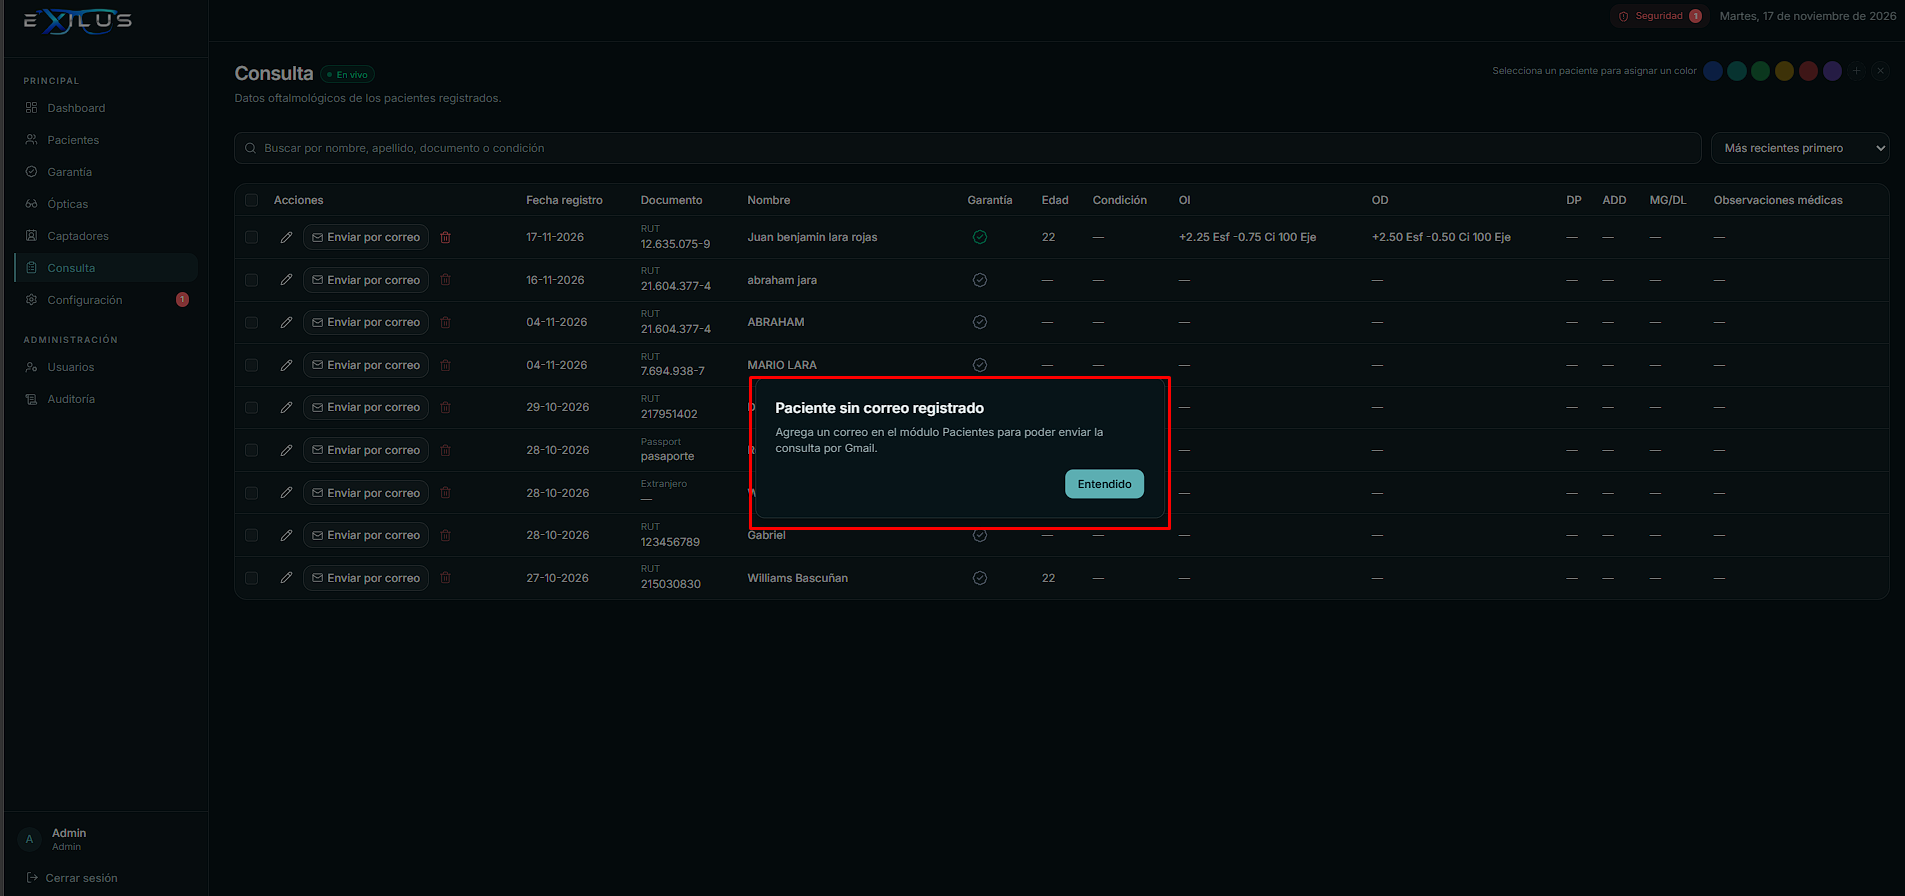 EXILUS
Seguridad 1
Martes, 17 de noviembre de 2026
PRINCIPAL
Dashboard
Pacientes
Garantía
Ópticas
Captadores
Consulta
Configuración 1
ADMINISTRACIÓN
Usuarios
Auditoría
A
Admin
Admin
Cerrar sesión
Consulta
En vivo
Datos oftalmológicos de los pacientes registrados.
Selecciona un paciente para asignar un color
Buscar por nombre, apellido, documento o condición
Más recientes primero
Acciones Fecha registro Documento Nombre Garantía Edad Condición OI OD DP ADD MG/DL Observaciones médicas
RUT
Enviar por correo 17-11-2026 12.635.075-9 Juan benjamin lara rojas 22 — +2.25 Esf -0.75 Ci 100 Eje +2.50 Esf -0.50 Ci 100 Eje — — — —
RUT
Enviar por correo 16-11-2026 21.604.377-4 abraham jara — — — — — — — —
RUT
Enviar por correo 04-11-2026 21.604.377-4 ABRAHAM — — — — — — — —
RUT
Enviar por correo 04-11-2026 7.694.938-7 MARIO LARA — — — — — — — —
RUT
Enviar por correo 29-10-2026 217951402 — — — — — —
Passport
Enviar por correo 28-10-2026 pasaporte — — — — — —
Extranjero
Enviar por correo 28-10-2026 — — — — — — —
RUT
Enviar por correo 28-10-2026 123456789 Gabriel — — — — — — — —
RUT
Enviar por correo 27-10-2026 215030830 Williams Bascuñan 22 — — — — — — —
Paciente sin correo registrado
Agrega un correo en el módulo Pacientes para poder enviar la
consulta por Gmail.
Entendido